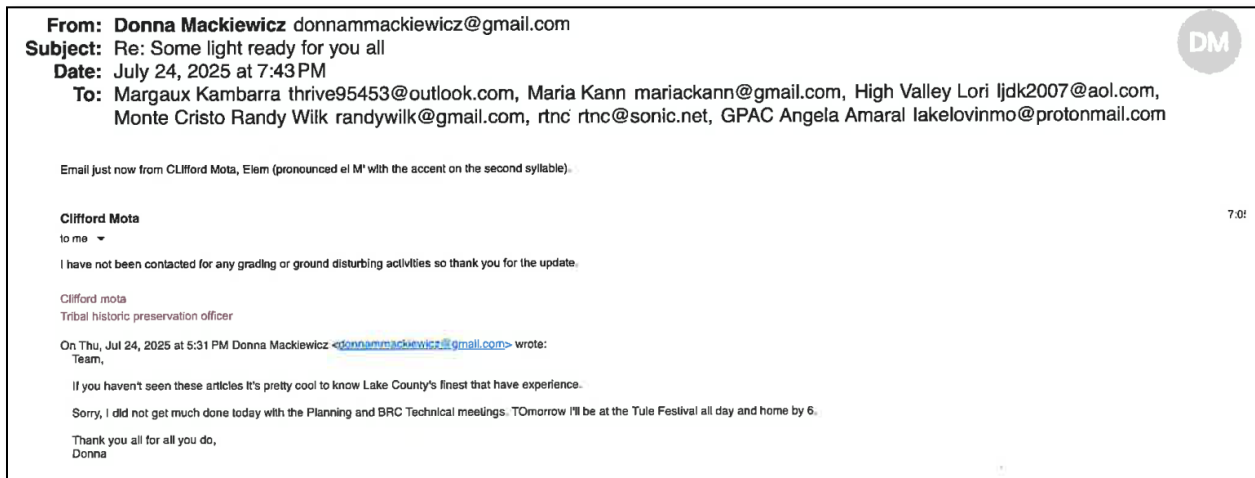 From: Donna Mackiewicz donnammackiewicz@gmail.com
Subject: Re: Some light ready for you all
Date: July 24, 2025 at 7:43 PM
To: Margaux Kambarra thrive95453@outlook.com, Maria Kann mariackann@gmail.com, High Valley Lori ljdk2007@aol.com,
Monte Cristo Randy Wilk randywilk@gmail.com, rtnc rtnc@sonic.net, GPAC Angela Amaral lakelovinmo@protonmail.com
DM
Email just now from CLifford Mota, Elem (pronounced el M' with the accent on the second syllable).
Clifford Mota
7:0
to me
I have not been contacted for any grading or ground disturbing activities so thank you for the update.
Clifford mota
Tribal historic preservation officer
On Thu, Jul 24, 2025 at 5:31 PM Donna Mackiewicz <donnammackiewicz@gmail.com> wrote:
Team,
If you haven't seen these articles it's pretty cool to know Lake County's finest that have experience.
Sorry, I did not get much done today with the Planning and BRC Technical meetings. TOmorrow I'll be at the Tule Festival all day and home by 6.
Thank you all for all you do,
Donna